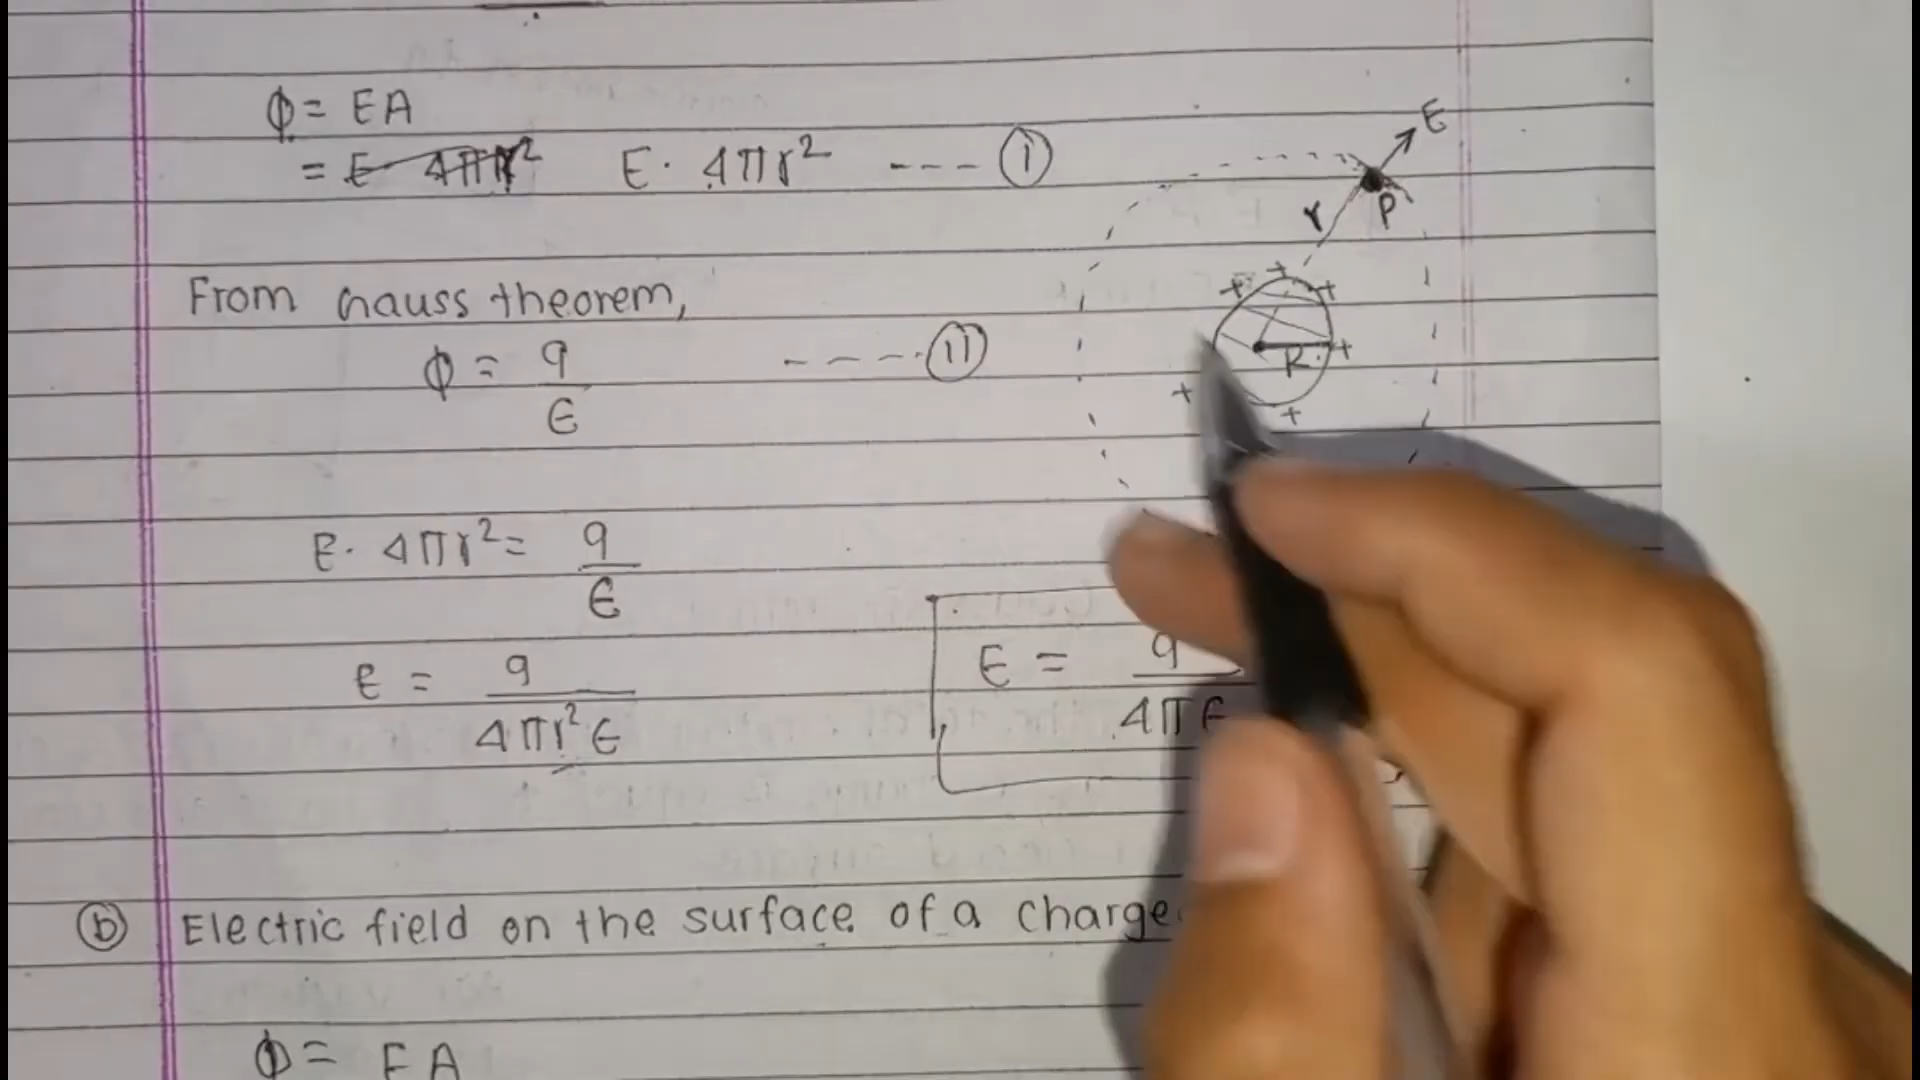 ϕ = EA
= E 4πr² E · 4πr² ---- (I)
From Gauss theorem,
ϕ = q/ϵ ----- (II)
E · 4πr² = q/ϵ
E = q/4πr²ϵ
E = q/4πϵ
E
P
r
R
+ + + + + +
(b) Electric field on the surface of a charge
ϕ = EA